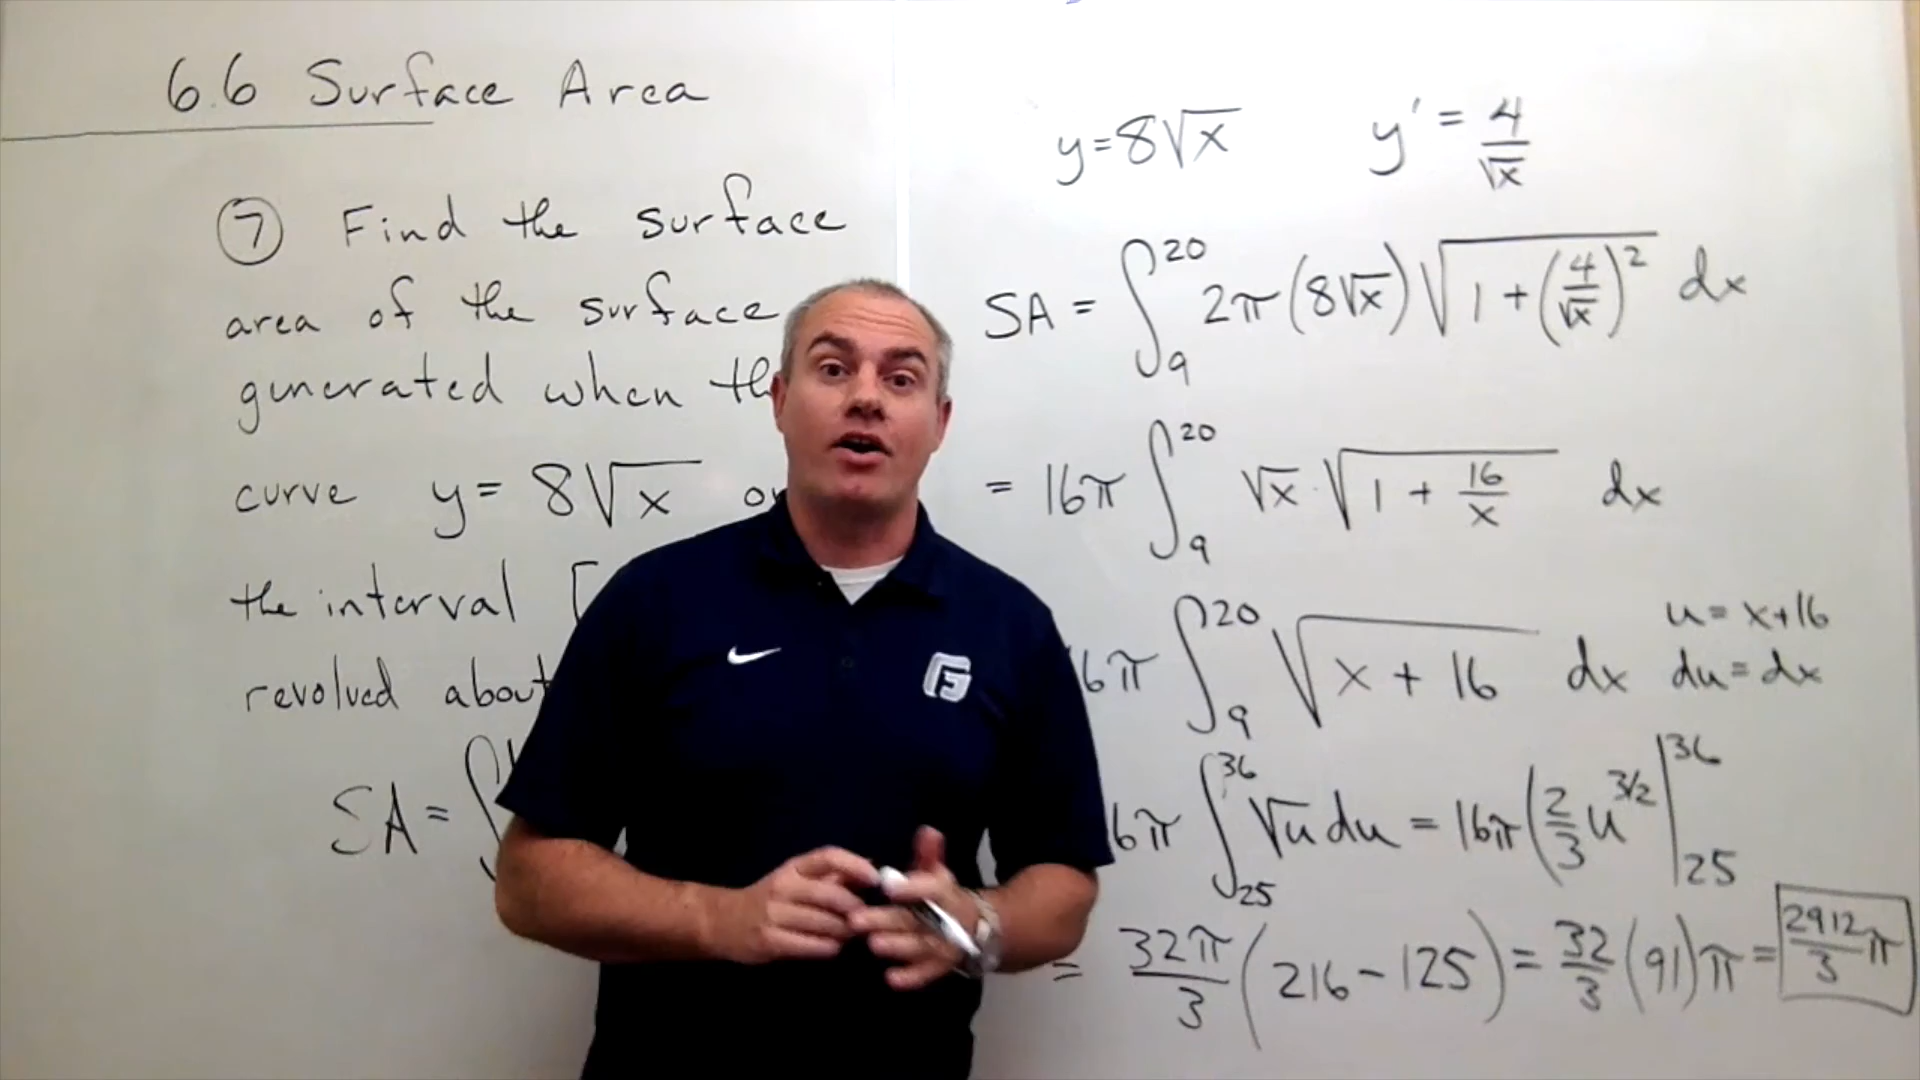 6.6 Surface Area
⑦ Find the surface
area of the surface
generated when
curve y = 8√x
the interval [
revolved about
SA = ∫
y = 8√x y' = 4/√x
SA = ∫₉²⁰ 2π(8√x)√(1 + (4/√x)²) dx
= 16π ∫₉²⁰ √x · √(1 + 16/x) dx
6π ∫₉²⁰ √(x + 16) dx u = x+16
du = dx
6π ∫₂₅³⁶ √u du = 16π(2/3 u^(3/2) |₂₅³⁶
= 32π/3 (216 - 125) = 32/3 (91)π = 2912/3 π
GF